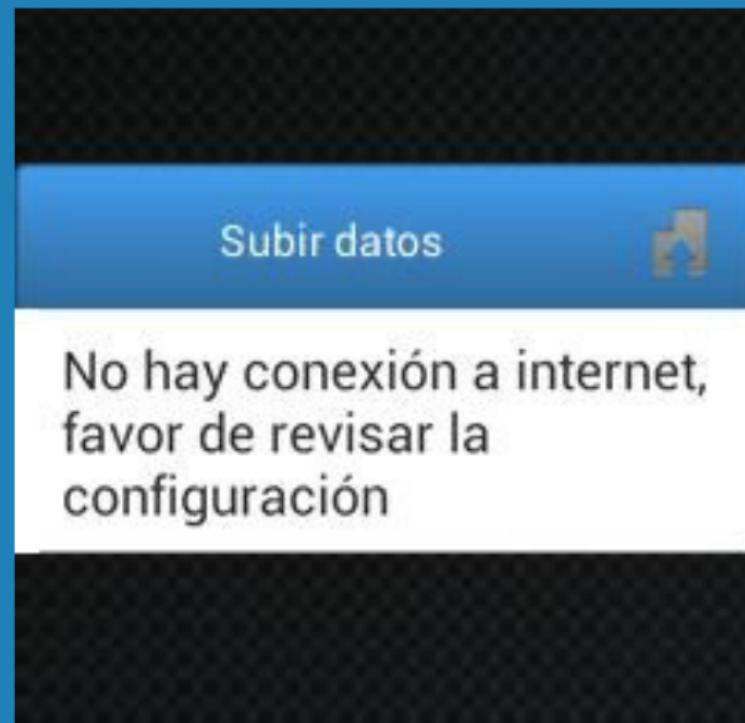 Subir datos
No hay conexión a internet,
favor de revisar la
configuración